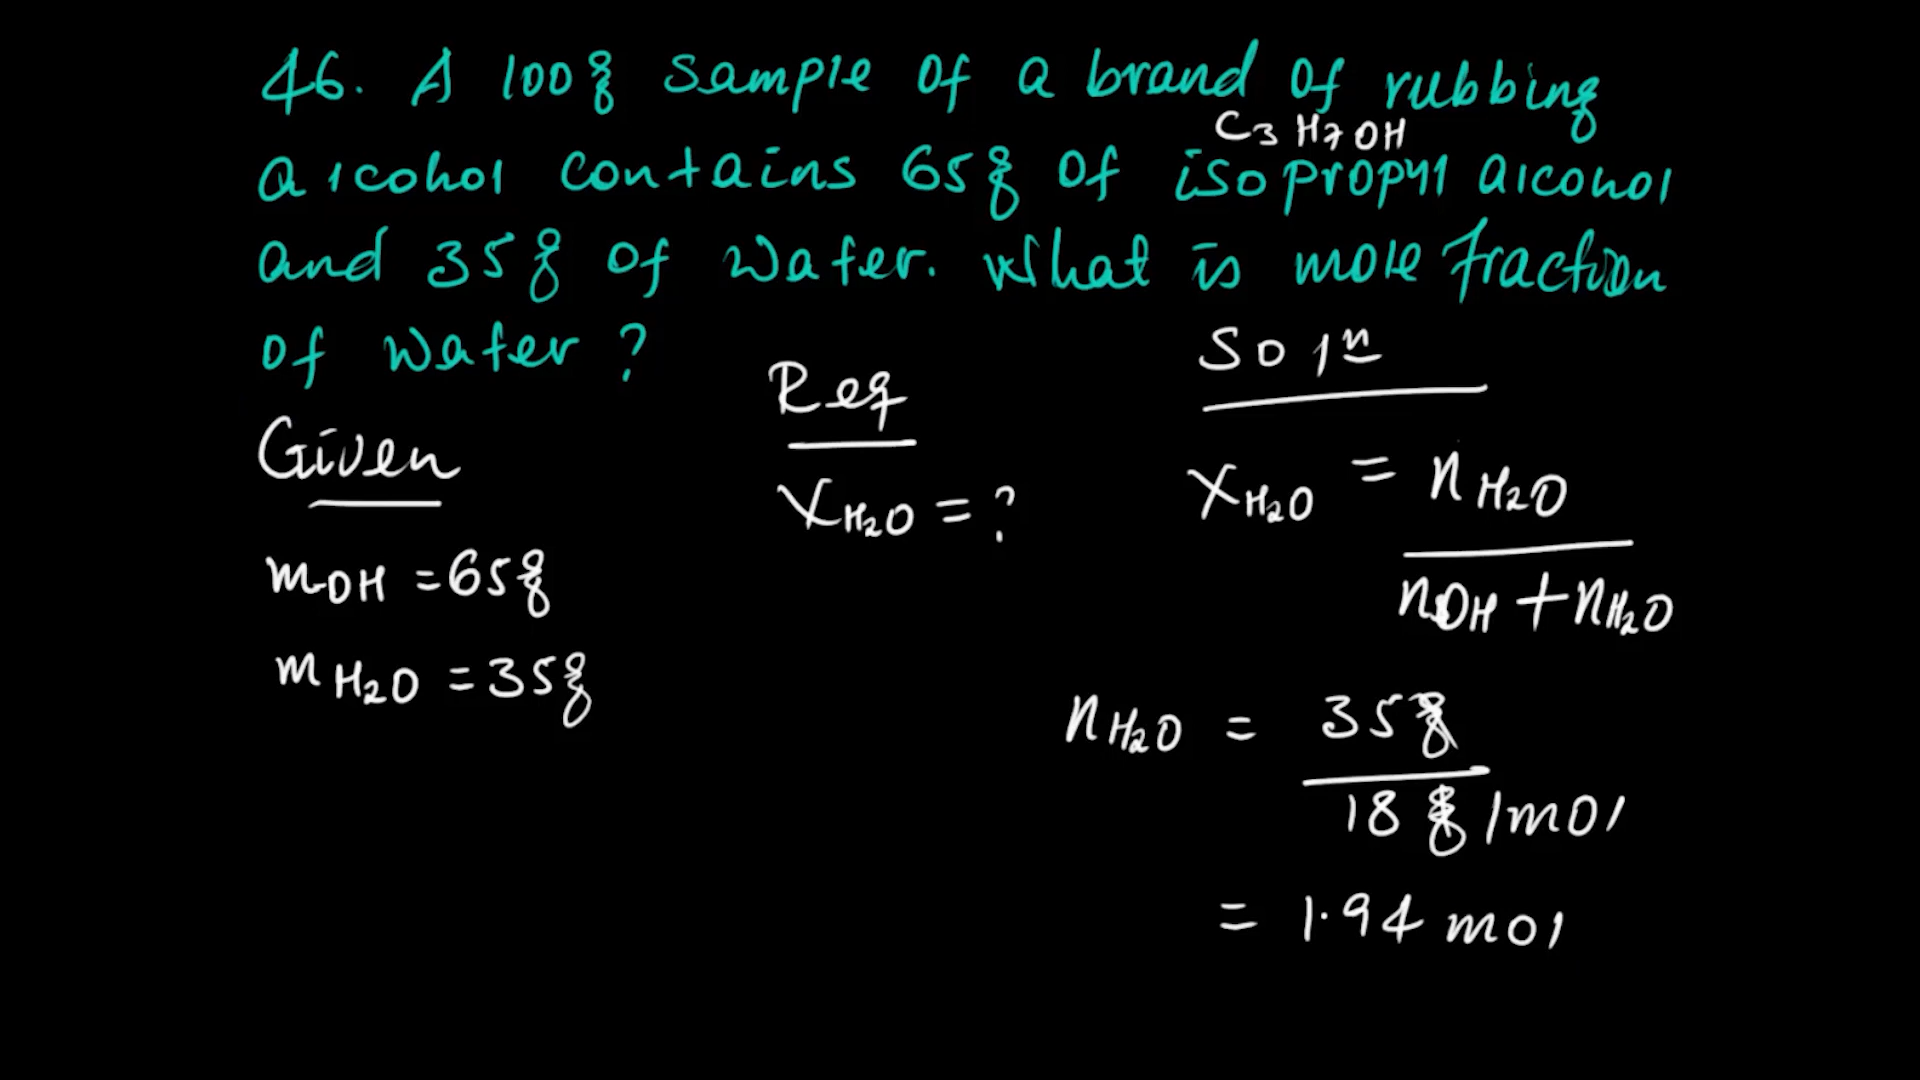 46. A 100g sample of a brand of rubbing
C3H7OH
alcohol contains 65g of isopropyl alcohol
and 35g of water. What is mole fraction
of water?
Req
Soln
Given
XH2O = ?
XH2O = nH2O
nOH + nH2O
mOH = 65g
mH2O = 35g
nH2O = 35g
18 g/mol
= 1.94 mol